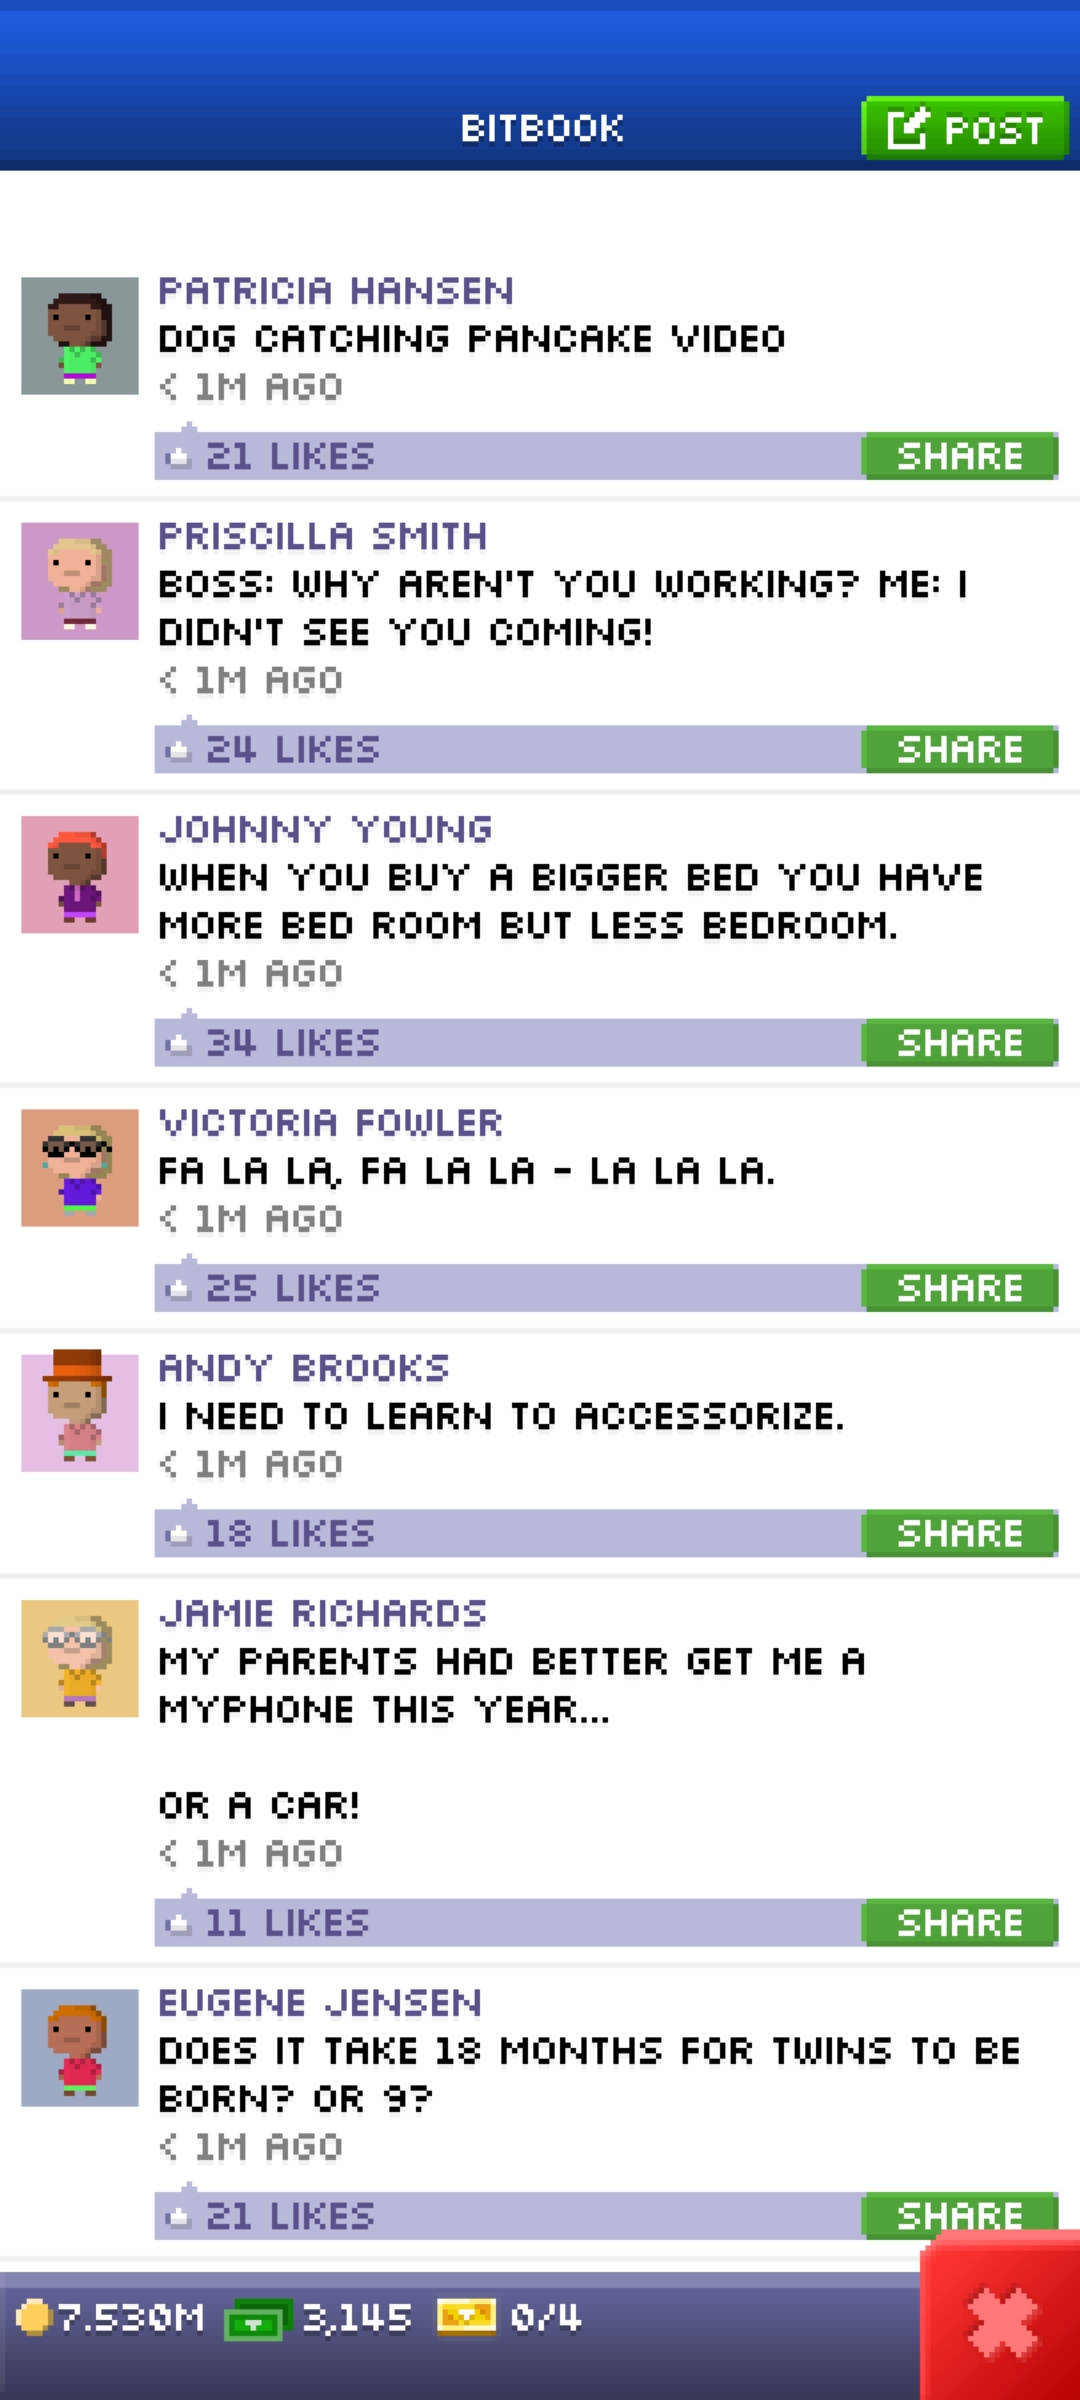 BITBOOK
POST
PATRICIA HANSEN
DOG CATCHING PANCAKE VIDEO
< 1M AGO
21 LIKES
SHARE
PRISCILLA SMITH
BOSS: WHY AREN'T YOU WORKING? ME: I
DIDN'T SEE YOU COMING!
< 1M AGO
24 LIKES
SHARE
JOHNNY YOUNG
WHEN YOU BUY A BIGGER BED YOU HAVE
MORE BED ROOM BUT LESS BEDROOM.
< 1M AGO
34 LIKES
SHARE
VICTORIA FOWLER
FA LA LA, FA LA LA - LA LA LA.
< 1M AGO
25 LIKES
SHARE
ANDY BROOKS
I NEED TO LEARN TO ACCESSORIZE.
< 1M AGO
18 LIKES
SHARE
JAMIE RICHARDS
MY PARENTS HAD BETTER GET ME A
MYPHONE THIS YEAR...
OR A CAR!
< 1M AGO
11 LIKES
SHARE
EUGENE JENSEN
DOES IT TAKE 18 MONTHS FOR TWINS TO BE
BORN? OR 9?
< 1M AGO
21 LIKES
SHARE
7.530M 3,145 0/4